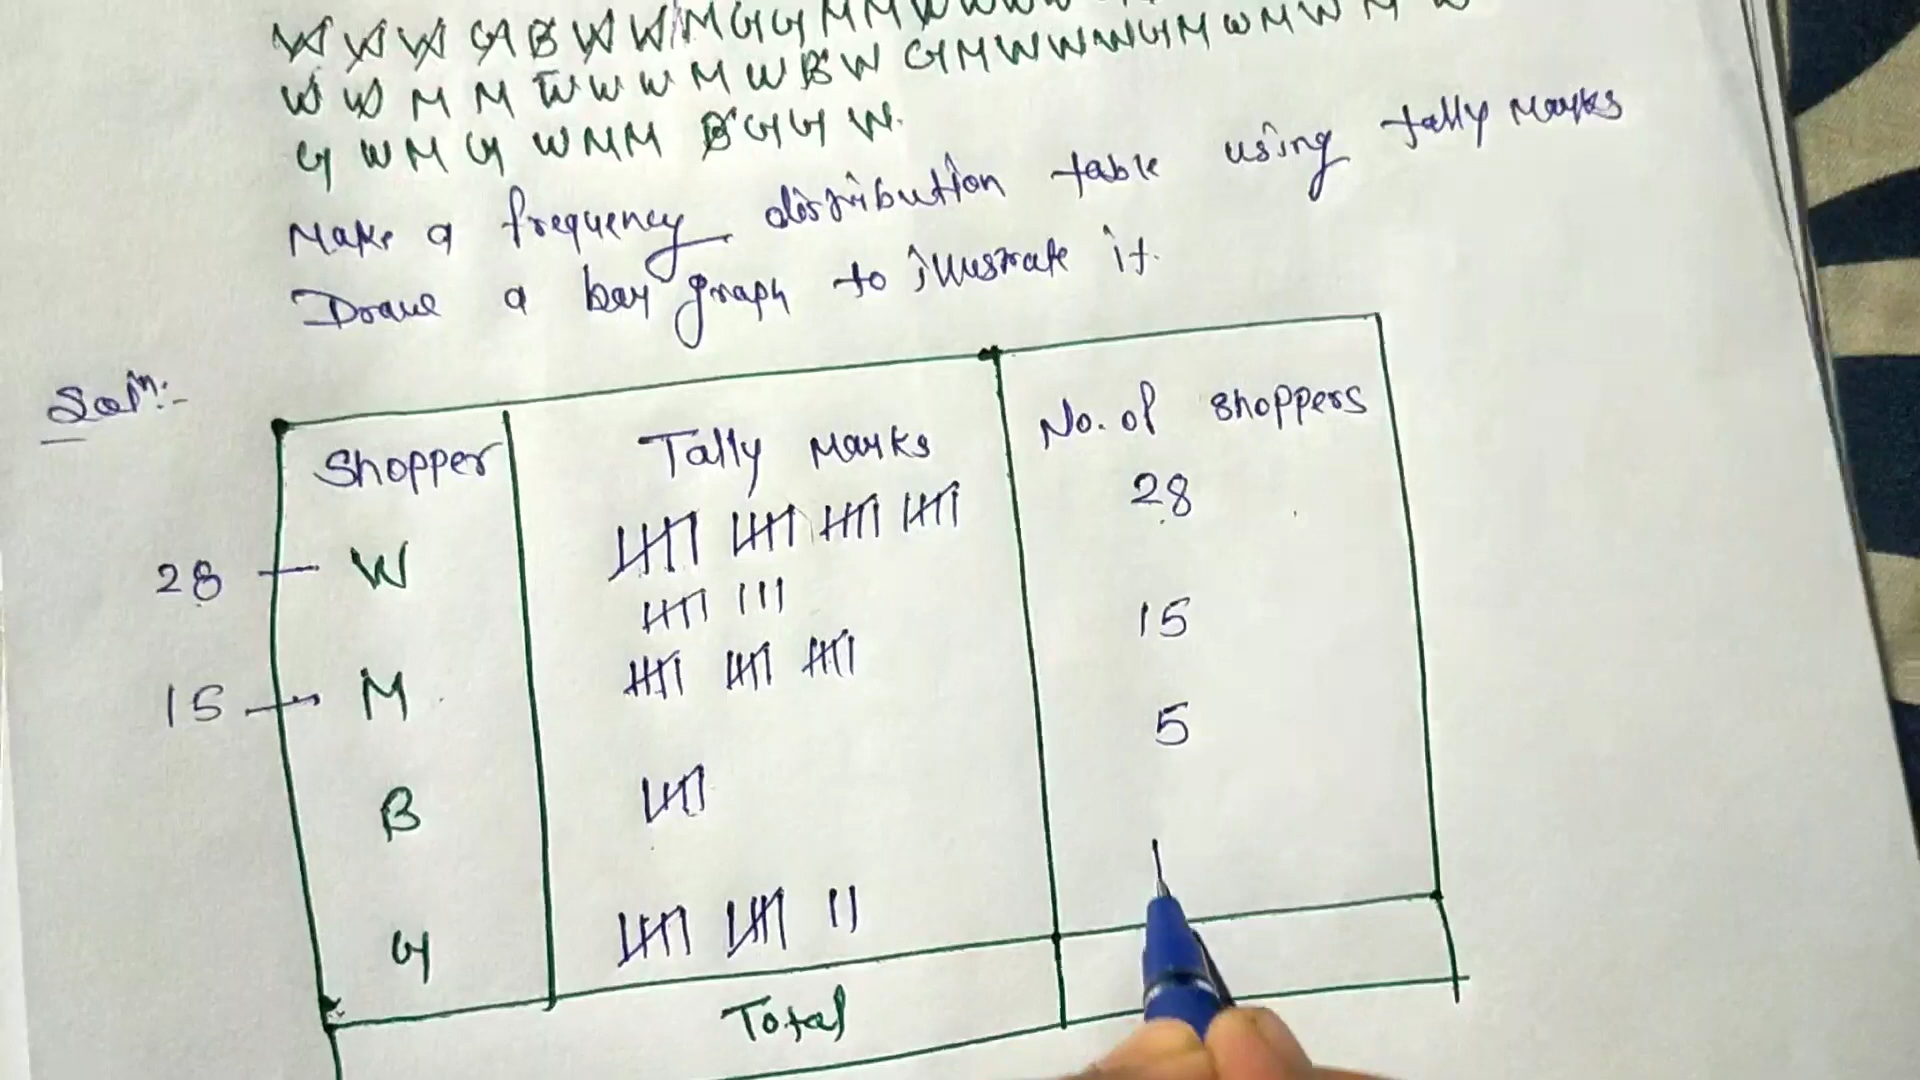 W W W G B W W M G G M M W W W W
W W M M W W W M W B W G M W W W G M W M W M W
G W M G W M M B G G W.
Make a frequency distribution table using tally marks
Draw a bar graph to illustrate it.
Soln:-
Shopper Tally Marks No. of shoppers
28 W 𝍸 𝍸 𝍸 𝍸 28
𝍸 |||
15 M 𝍸 𝍸 𝍸 15
B 𝍸 5
G 𝍸 𝍸 || 1
Total